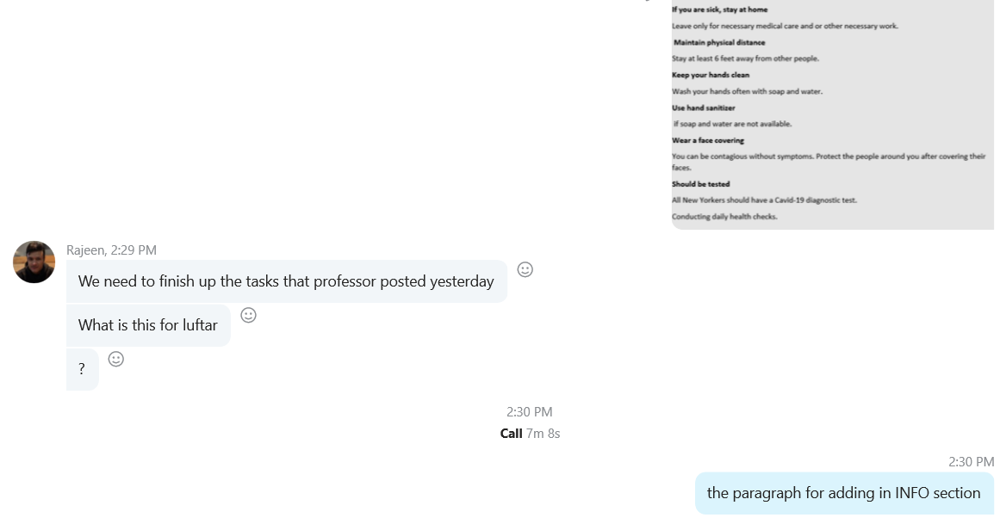 If you are sick, stay at home
Leave only for necessary medical care and or other necessary work.
Maintain physical distance
Stay at least 6 feet away from other people.
Keep your hands clean
Wash your hands often with soap and water.
Use hand sanitizer
if soap and water are not available.
Wear a face covering
You can be contagious without symptoms. Protect the people around you after covering their
faces.
Should be tested
All New Yorkers should have a Cavid-19 diagnostic test.
Conducting daily health checks.
Rajeen, 2:29 PM
We need to finish up the tasks that professor posted yesterday
What is this for luftar
?
2:30 PM
Call 7m 8s
2:30 PM
the paragraph for adding in INFO section